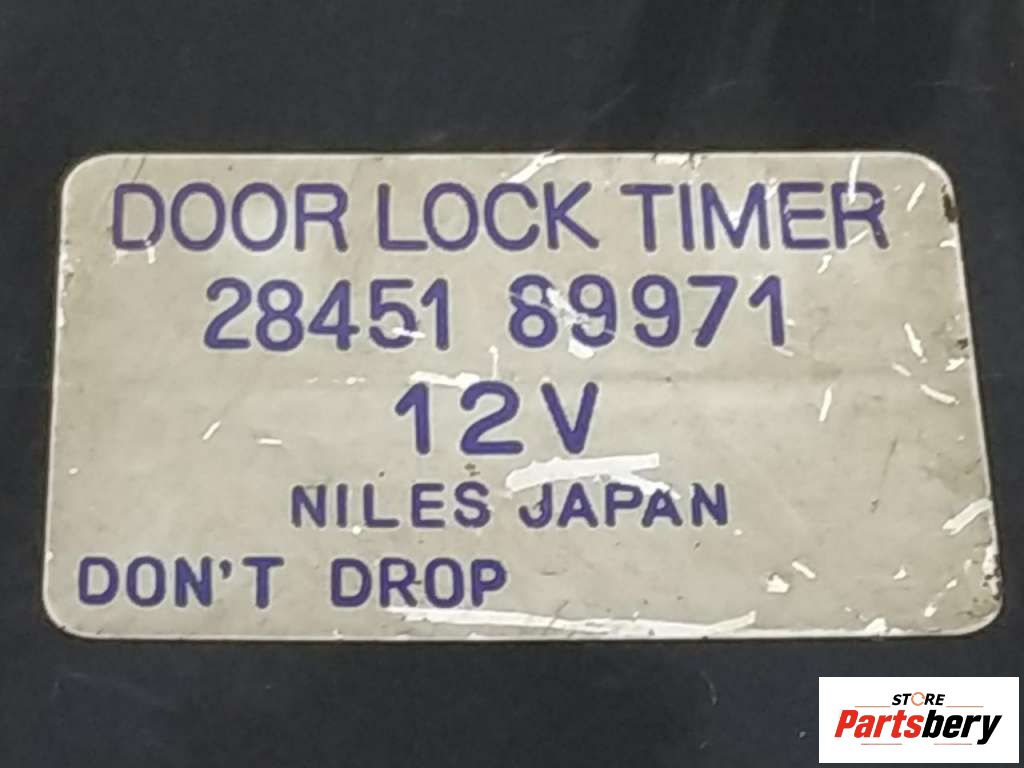 DOOR LOCK TIMER
28451 89971
12V
NILES JAPAN
DON'T DROP
STORE
Partsbery